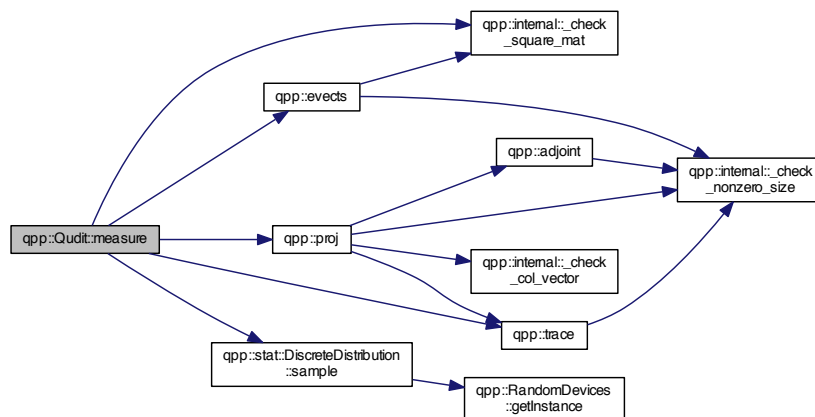 qpp::internal::_check
_square_mat
qpp::evects
qpp::adjoint
qpp::internal::_check
_nonzero_size
qpp::Qudit::measure
qpp::proj
qpp::internal::_check
_col_vector
qpp::trace
qpp::stat::DiscreteDistribution
::sample
qpp::RandomDevices
::getInstance